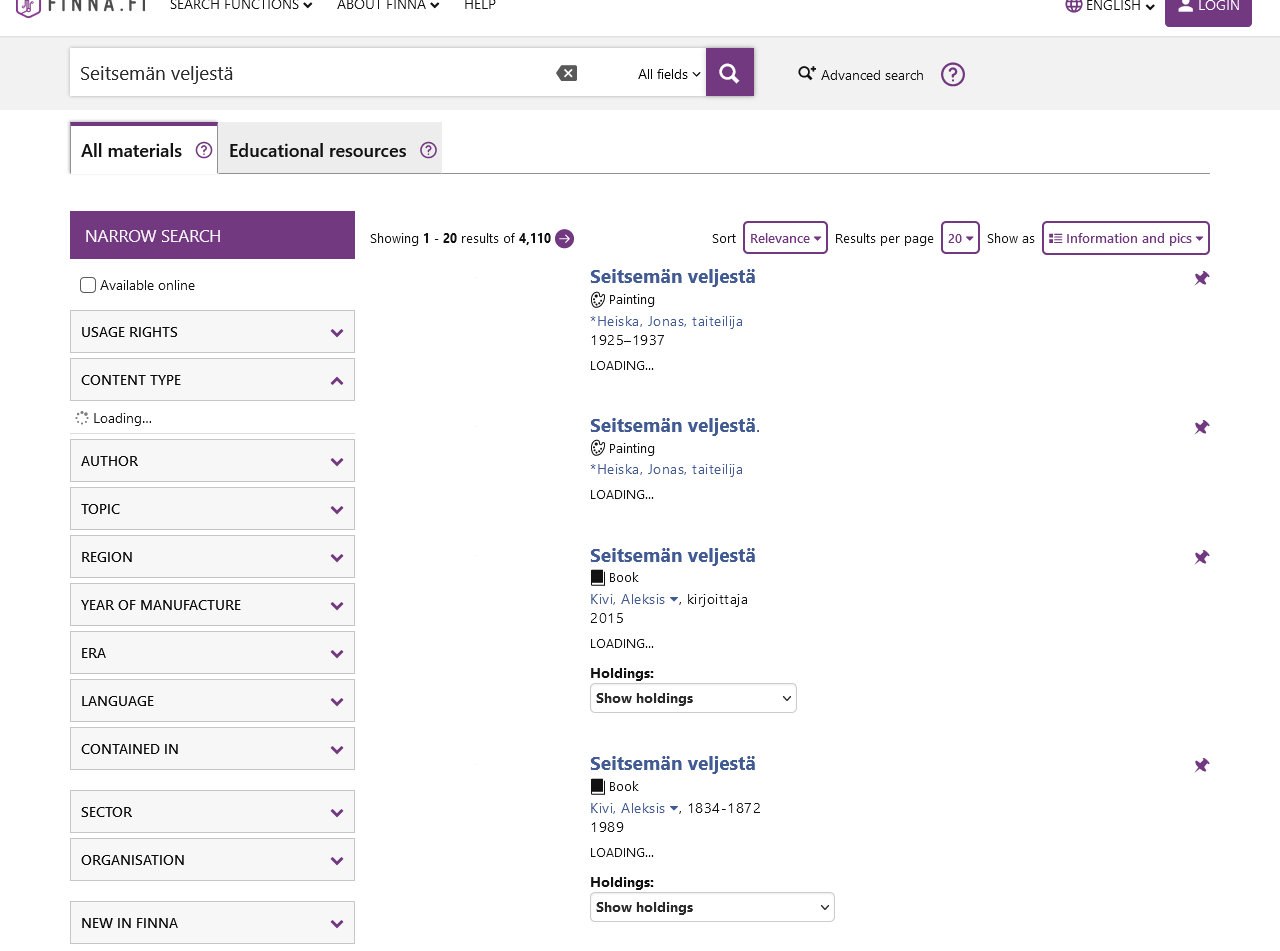 FINNA.FI
SEARCH FUNCTIONS
ABOUT FINNA
HELP
ENGLISH
LOGIN
Seitsemän veljestä
All fields
Advanced search
All materials
Educational resources
NARROW SEARCH
Available online
USAGE RIGHTS
CONTENT TYPE
Loading...
AUTHOR
TOPIC
REGION
YEAR OF MANUFACTURE
ERA
LANGUAGE
CONTAINED IN
SECTOR
ORGANISATION
NEW IN FINNA
Showing 1 - 20 results of 4,110
Sort Relevance
Results per page 20
Show as Information and pics
Seitsemän veljestä
Painting
*Heiska, Jonas, taiteilija
1925–1937
LOADING...
Seitsemän veljestä.
Painting
*Heiska, Jonas, taiteilija
LOADING...
Seitsemän veljestä
Book
Kivi, Aleksis , kirjoittaja
2015
LOADING...
Holdings:
Show holdings
Seitsemän veljestä
Book
Kivi, Aleksis , 1834-1872
1989
LOADING...
Holdings:
Show holdings